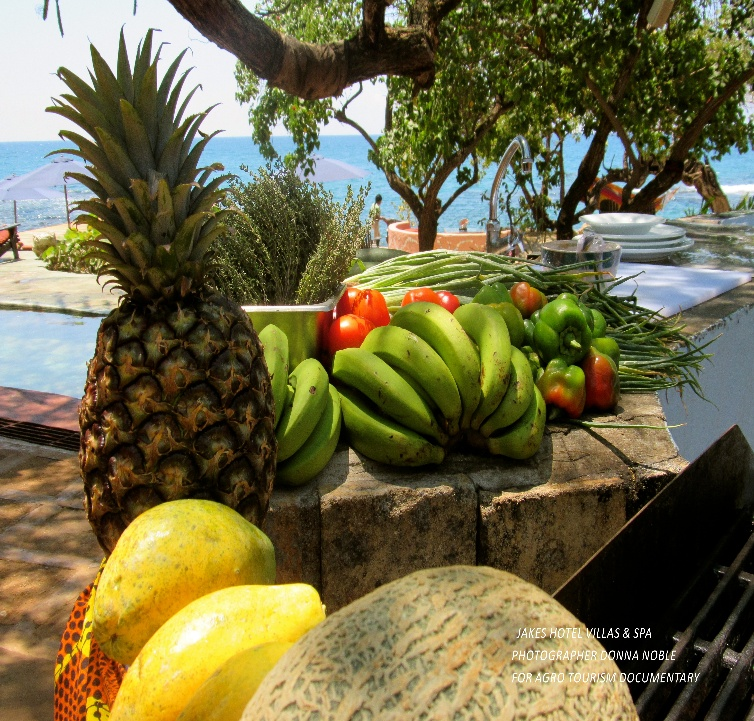 JAKES HOTEL VILLAS & SPA
PHOTOGRAPHER DONNA NOBLE
FOR AGRO TOURISM DOCUMENTARY